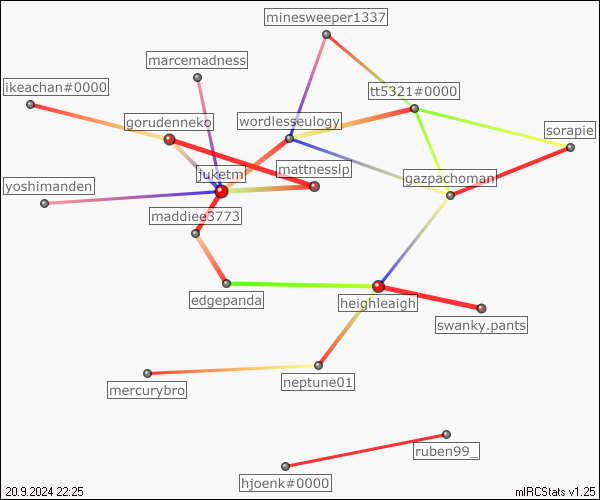 minesweeper1337
marcemadness
ikeachan#0000
tt5321#0000
gorudenneko
wordlesseulogy
sorapie
juketm
mattnesslp
gazpachoman
yoshimanden
maddiee3773
edgepanda
heighleaigh
swanky.pants
neptune01
mercurybro
ruben99_
hjoenk#0000
20.9.2024 22:25
mIRCStats v1.25